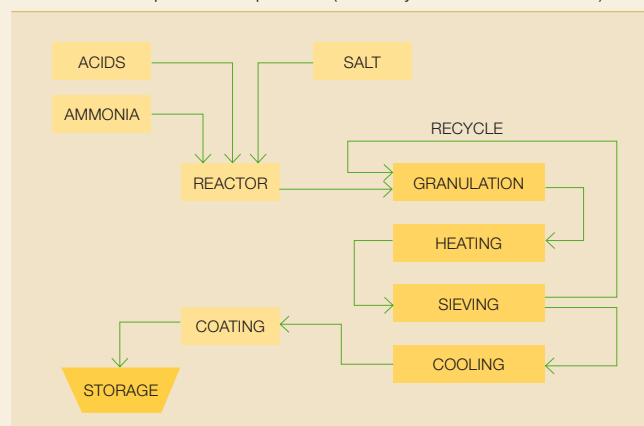 ACIDS
SALT
AMMONIA
RECYCLE
REACTOR
GRANULATION
HEATING
SIEVING
COATING
COOLING
STORAGE